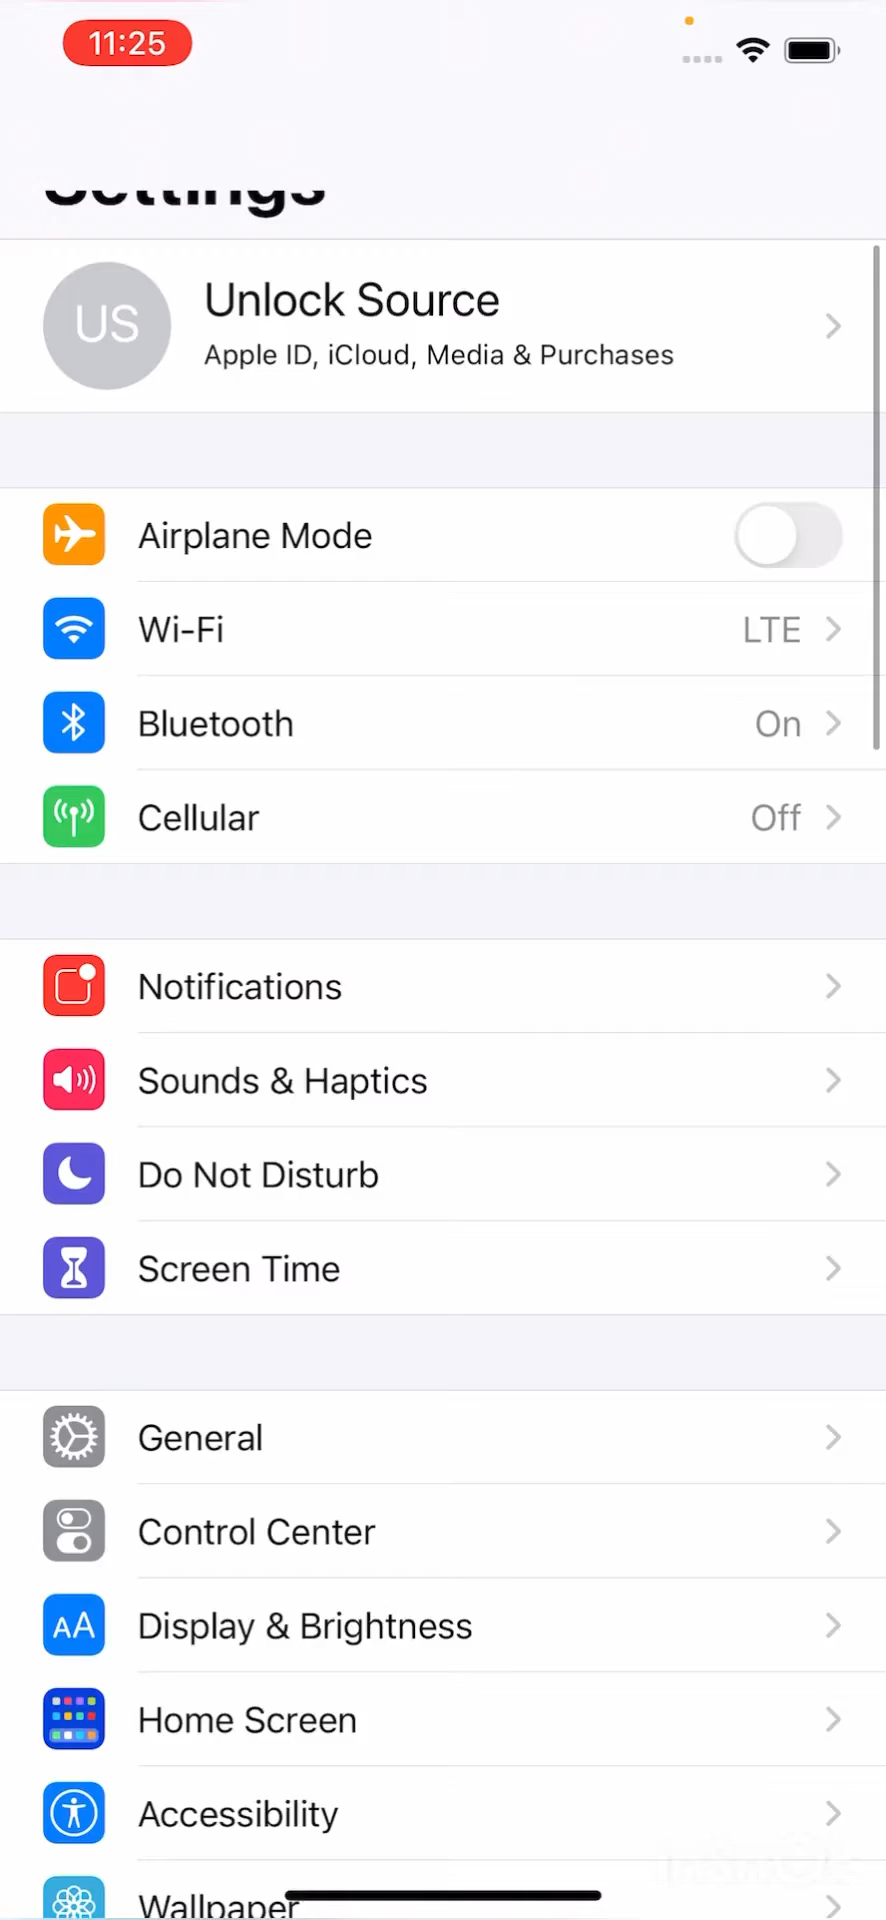 11:25
Settings
US
Unlock Source
Apple ID, iCloud, Media & Purchases
Airplane Mode
Wi-Fi
LTE
Bluetooth
On
Cellular
Off
Notifications
Sounds & Haptics
Do Not Disturb
Screen Time
General
Control Center
AA
Display & Brightness
Home Screen
Accessibility
Wallpaper